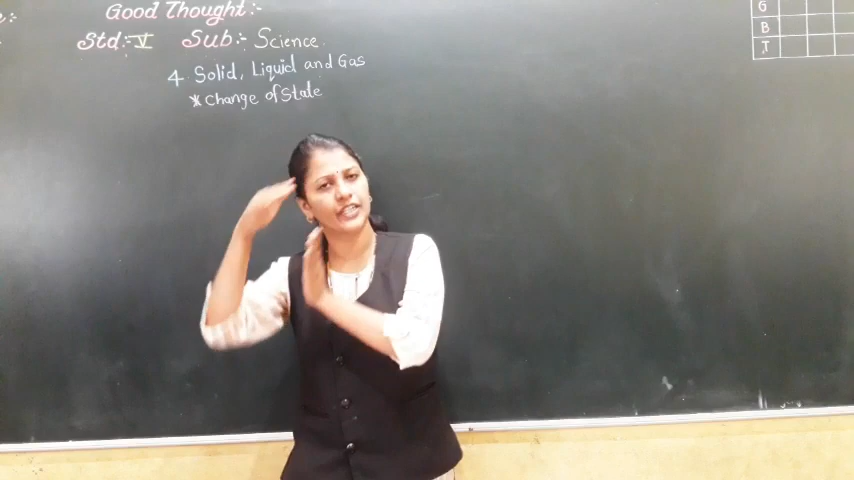 Good Thought:-
Std:- V Sub:- Science.
4 Solid, Liquid and Gas
* Change of State
G
B
T